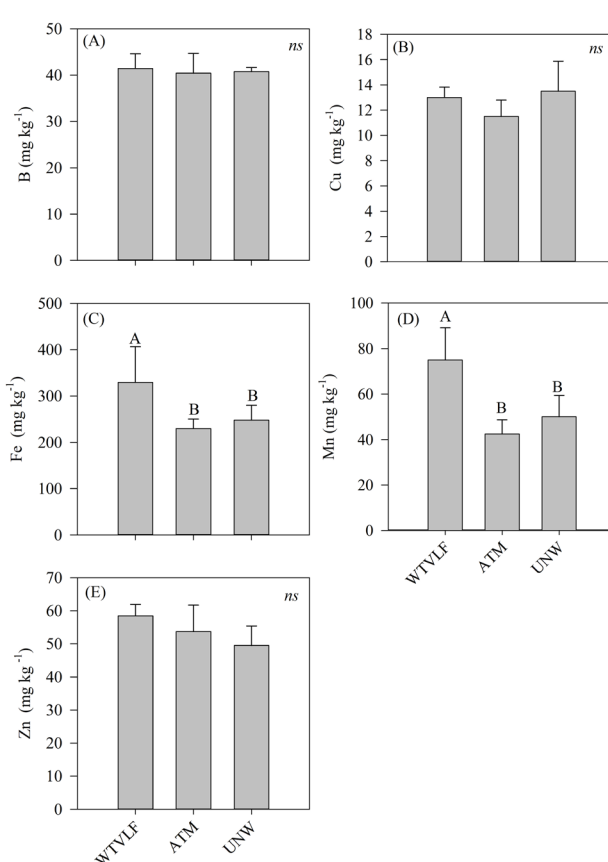 (A)
ns
50
40
30
20
10
0
B (mg kg-1)
(B)
ns
18
16
14
12
10
8
6
4
2
0
Cu (mg kg-1)
(C)
500
400
300
200
100
0
Fe (mg kg-1)
A
B
B
(D)
100
80
60
40
20
0
Mn (mg kg-1)
A
B
B
WTVLF
ATM
UNW
(E)
ns
70
60
50
40
30
20
10
0
Zn (mg kg-1)
WTVLF
ATM
UNW